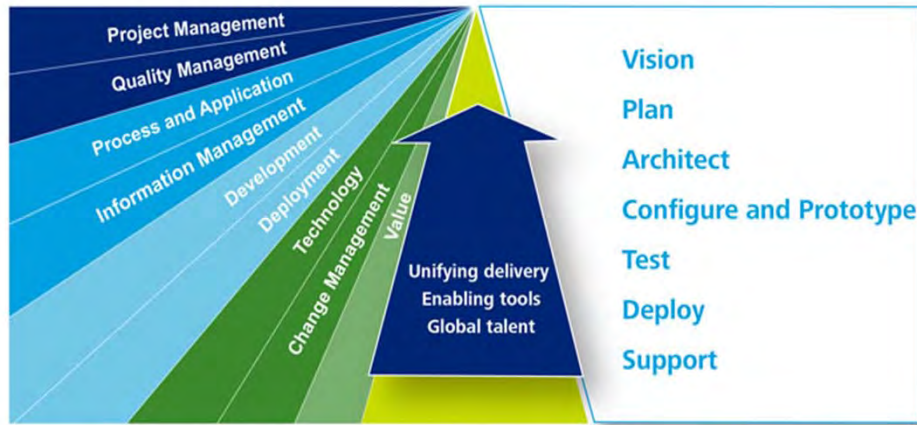 Project Management
Quality Management
Process and Application
Information Management
Development
Deployment
Technology
Change Management
Value
Unifying delivery
Enabling tools
Global talent
Vision
Plan
Architect
Configure and Prototype
Test
Deploy
Support